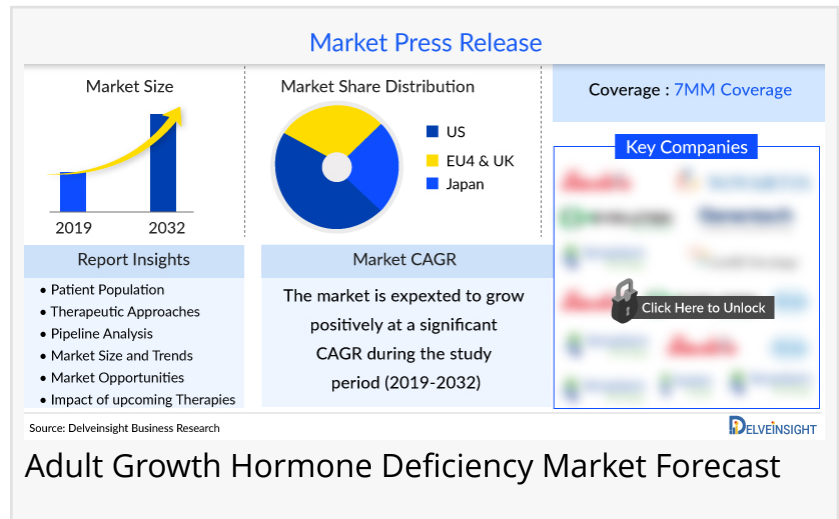 Market Press Release
Market Size
2019
2032
Market Share Distribution
US
EU4 & UK
Japan
Coverage : 7MM Coverage
Key Companies
Click Here to Unlock
Report Insights
• Patient Population
• Therapeutic Approaches
• Pipeline Analysis
• Market Size and Trends
• Market Opportunities
• Impact of upcoming Therapies
Market CAGR
The market is expexted to grow
positively at a significant
CAGR during the study
period (2019-2032)
Source: Delveinsight Business Research
DELVEINSIGHT
Adult Growth Hormone Deficiency Market Forecast